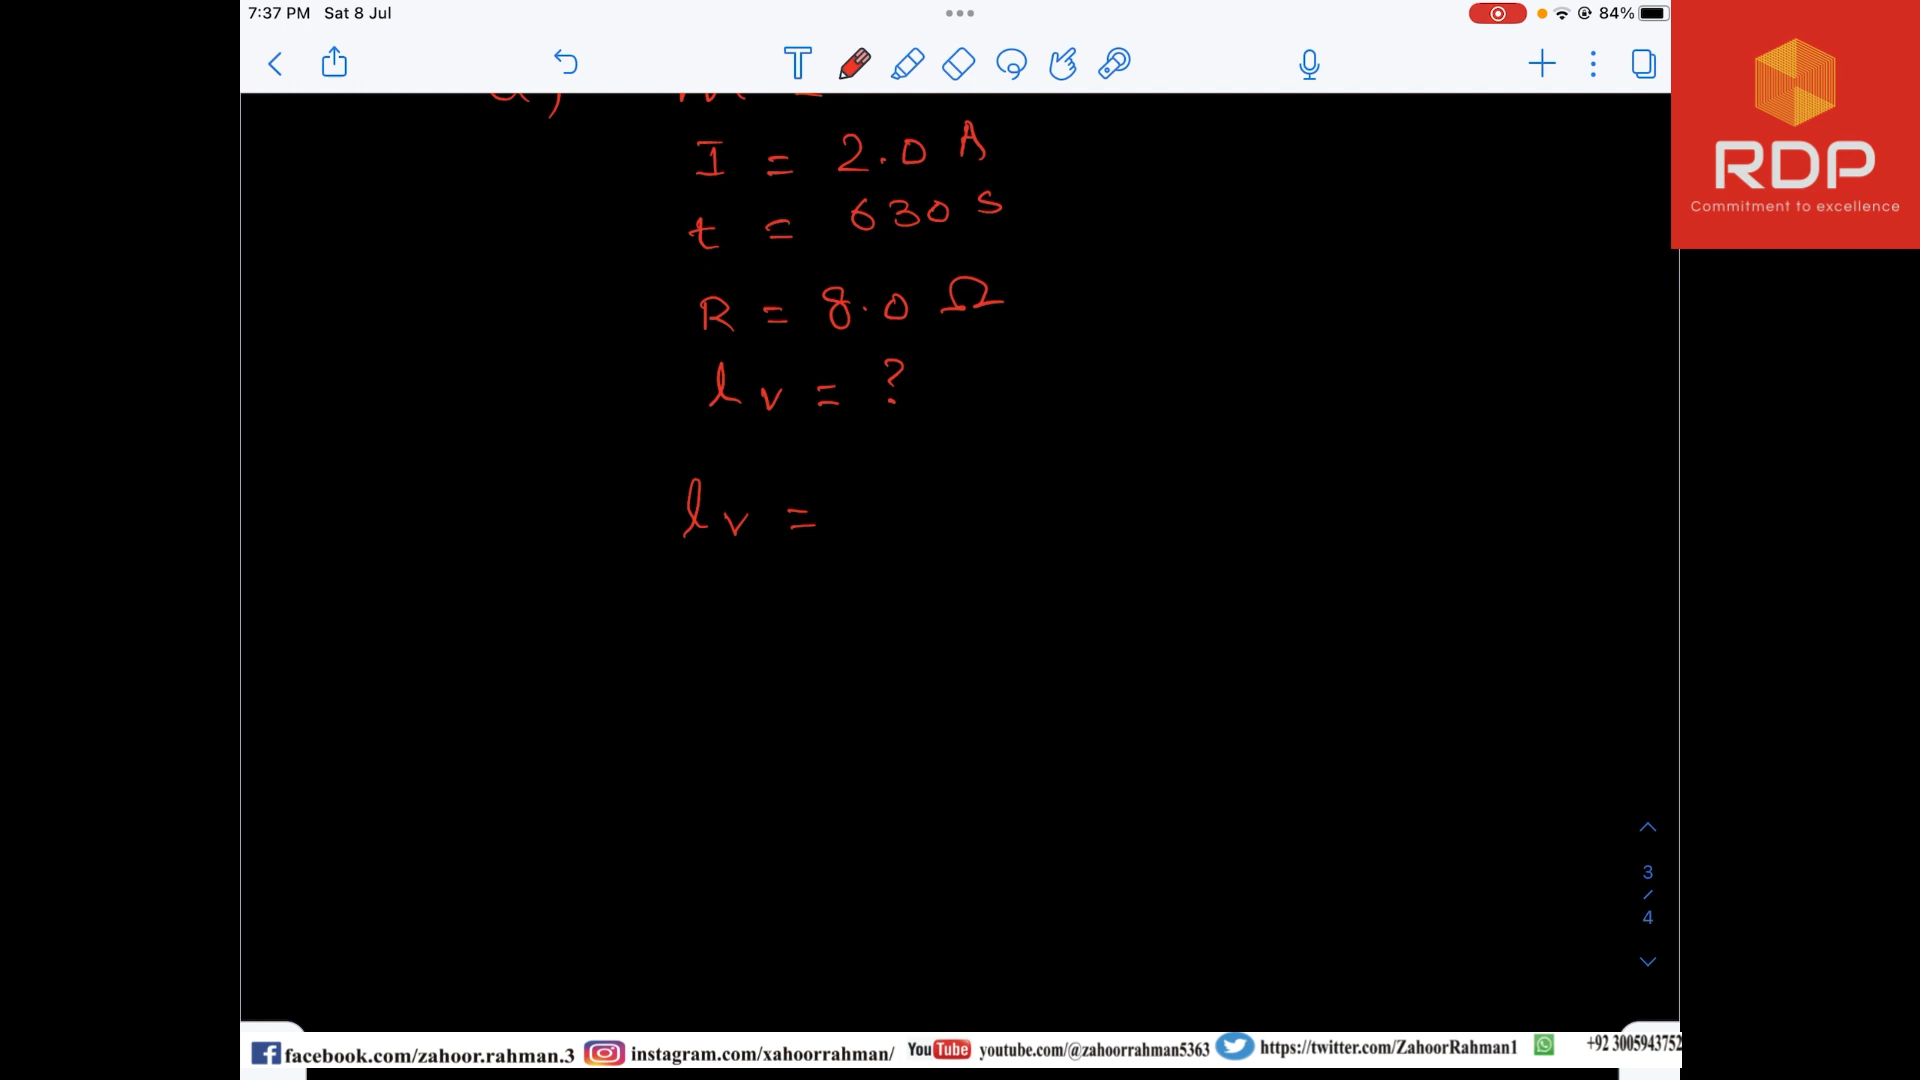 7:37 PM Sat 8 Jul
84%
RDP
Commitment to excellence
I = 2.0 A
t = 630 s
R = 8.0 Ω
lv = ?
lv =
3
/
4
facebook.com/zahoor.rahman.3 instagram.com/xahoorrahman/ YouTube youtube.com/@zahoorrahman5363 https://twitter.com/ZahoorRahman1 +92 3005943752